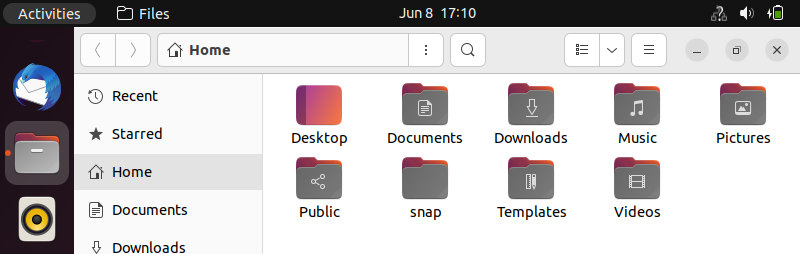 Activities Files Jun 8 17:10
Home
Recent
Starred
Home
Documents
Downloads
Desktop Documents Downloads Music Pictures
Public snap Templates Videos